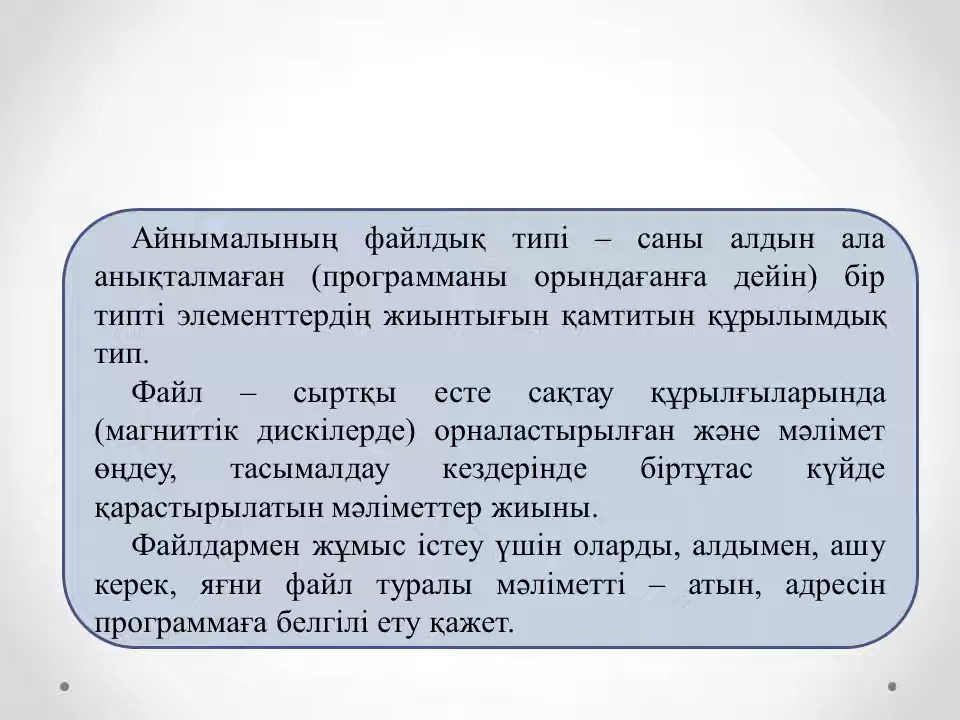 Айнымалының файлдық типі – саны алдын ала
анықталмаған (программаны орындағанға дейін) бір
типті элементтердің жиынтығын қамтитын құрылымдық
тип.
Файл – сыртқы есте сақтау құрылғыларында
(магниттік дискілерде) орналастырылған және мәлімет
өңдеу, тасымалдау кездерінде біртұтас күйде
қарастырылатын мәліметтер жиыны.
Файлдармен жұмыс істеу үшін оларды, алдымен, ашу
керек, яғни файл туралы мәліметті – атын, адресін
программаға белгілі ету қажет.